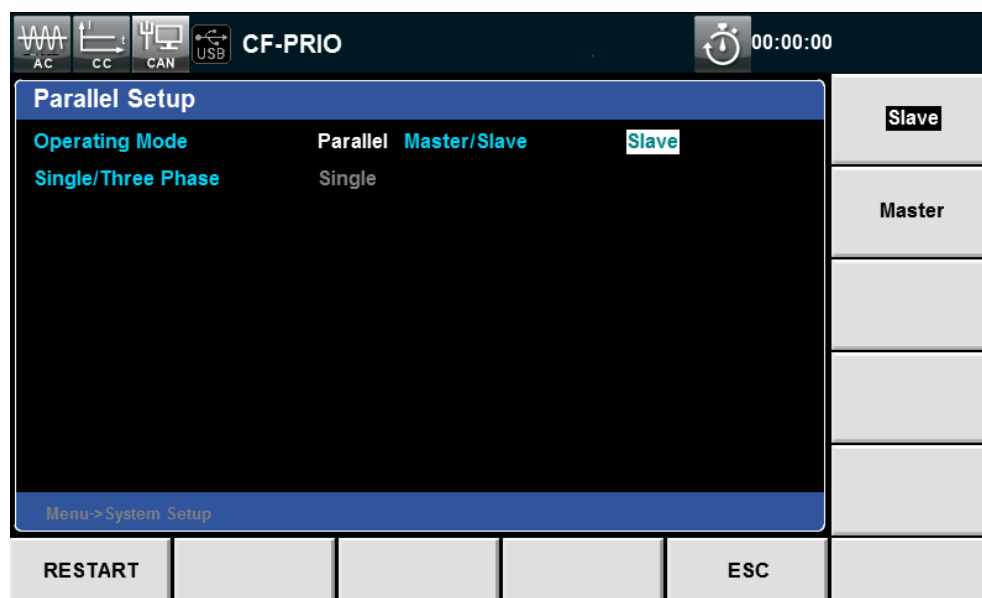 AC CC CAN USB CF-PRIO 00:00:00
Parallel Setup
Slave
Operating Mode Parallel Master/Slave Slave
Single/Three Phase Single
Master
Menu->System Setup
RESTART ESC